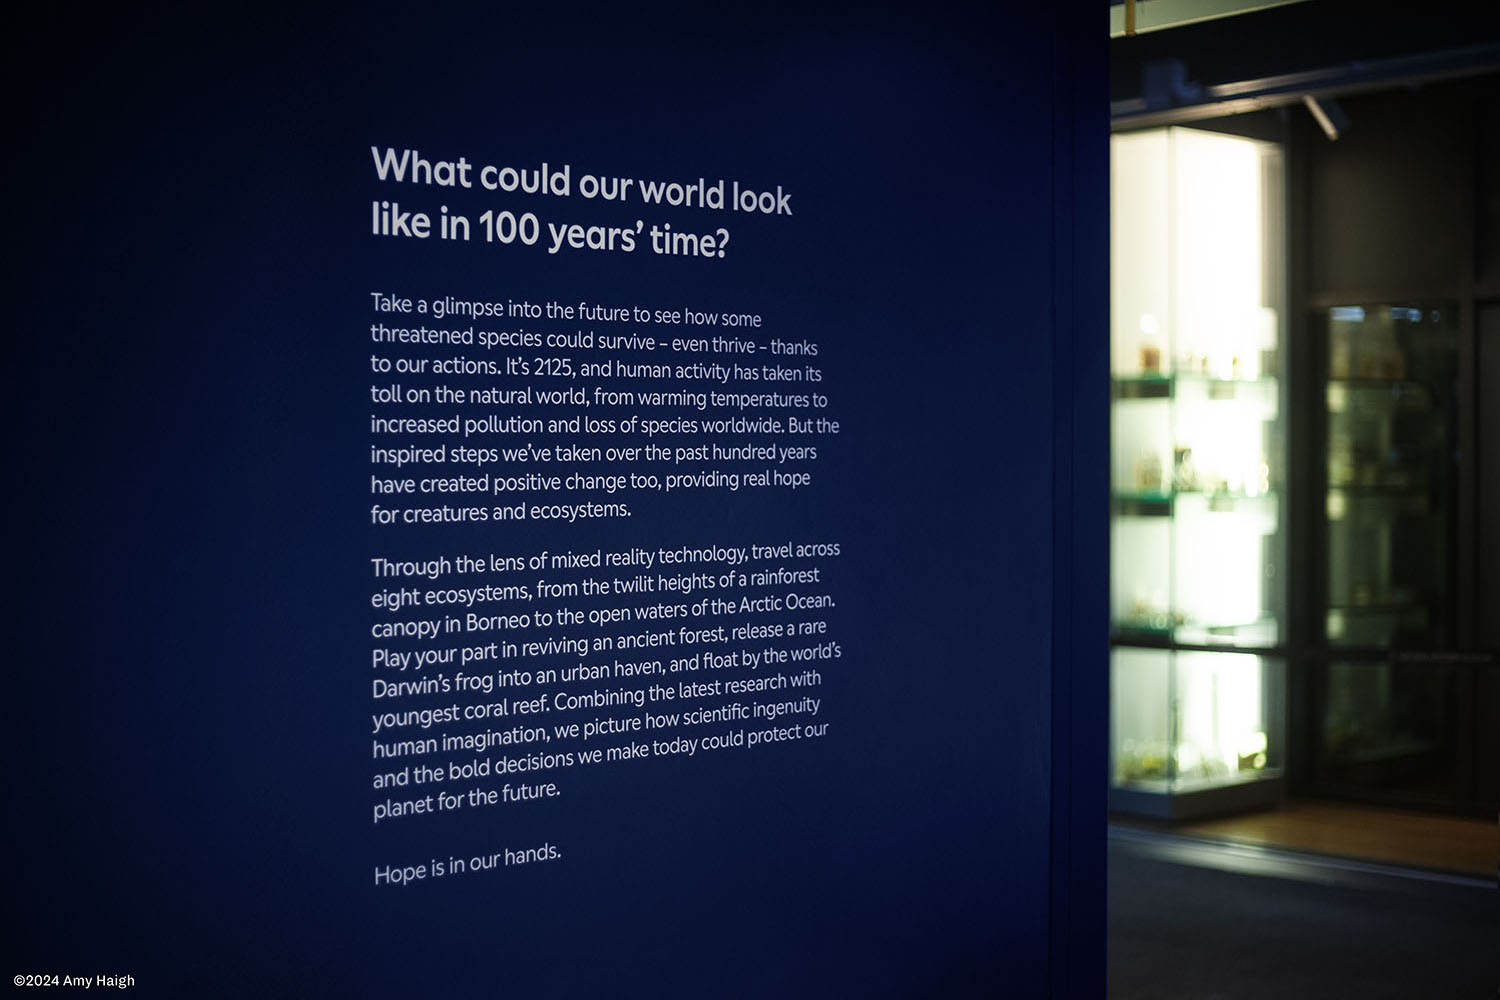 What could our world look
like in 100 years’ time?
Take a glimpse into the future to see how some
threatened species could survive – even thrive – thanks
to our actions. It’s 2125, and human activity has taken its
toll on the natural world, from warming temperatures to
increased pollution and loss of species worldwide. But the
inspired steps we’ve taken over the past hundred years
have created positive change too, providing real hope
for creatures and ecosystems.
Through the lens of mixed reality technology, travel across
eight ecosystems, from the twilit heights of a rainforest
canopy in Borneo to the open waters of the Arctic Ocean.
Play your part in reviving an ancient forest, release a rare
Darwin’s frog into an urban haven, and float by the world’s
youngest coral reef. Combining the latest research with
human imagination, we picture how scientific ingenuity
and the bold decisions we make today could protect our
planet for the future.
Hope is in our hands.
©2024 Amy Haigh